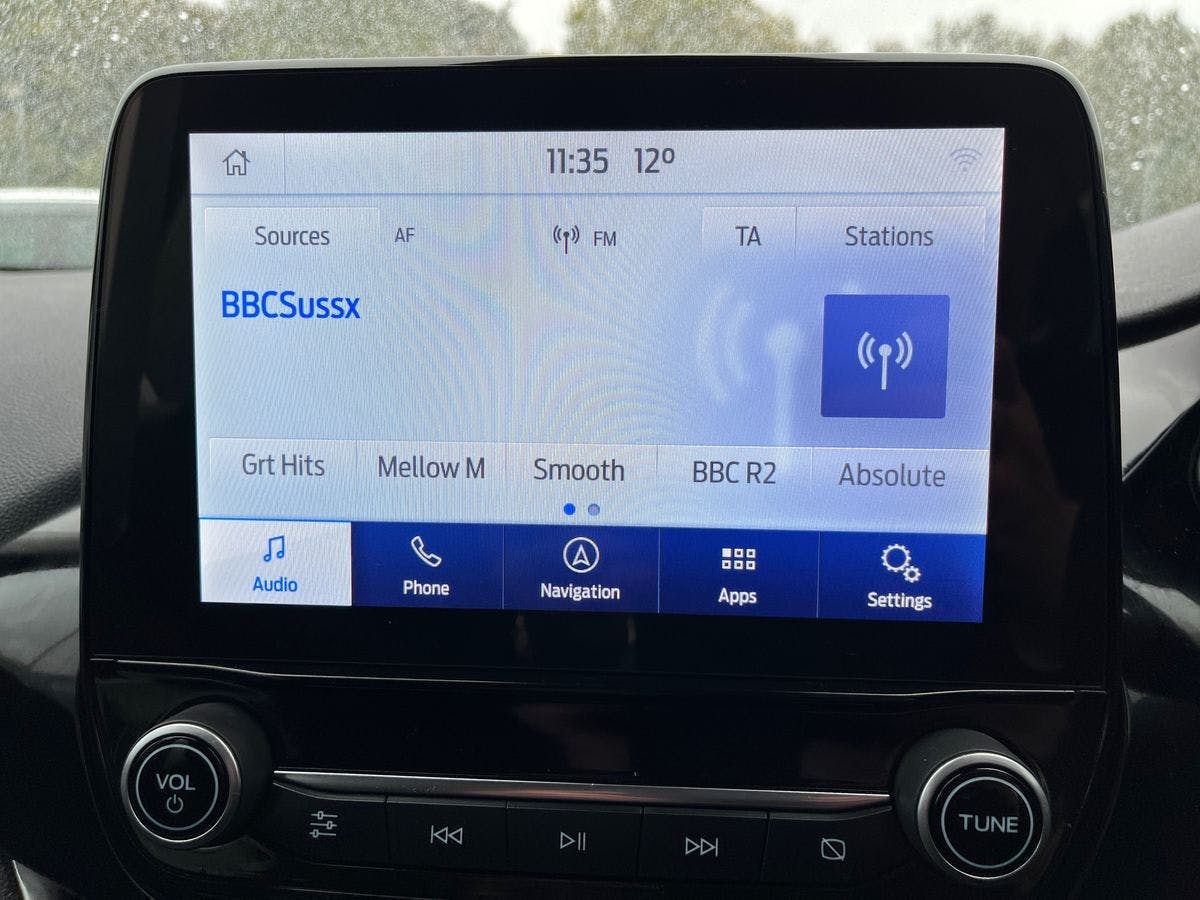 11:35 12º
Sources AF FM TA Stations
BBCSussx
Grt Hits Mellow M Smooth BBC R2 Absolute
Audio Phone Navigation Apps Settings
VOL TUNE